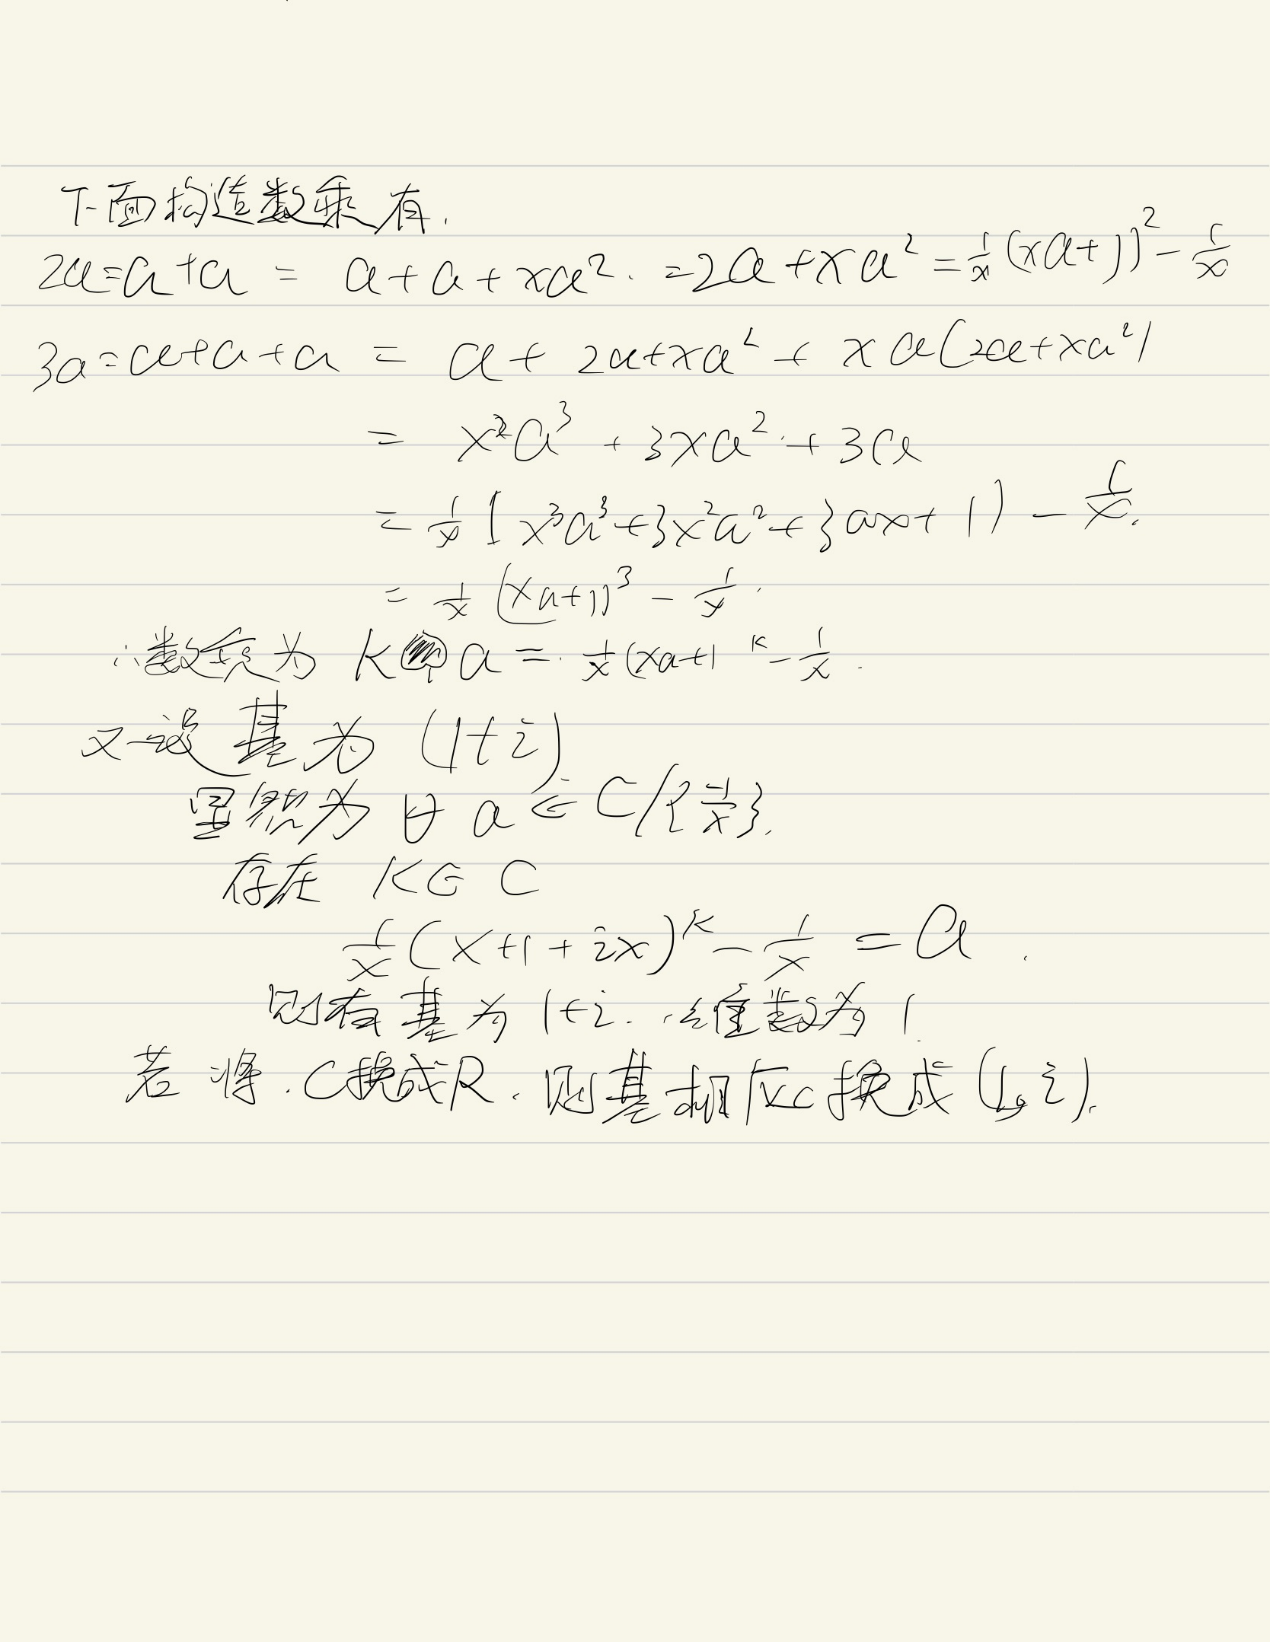 下面构造数乘有.
2a=a+a = a+a+xa². =2a+xa²=1/x(xa+1)²-1/x
3a=a+a+a = a+2a+xa²+xa(2a+xa²)
= x²a³+3xa²+3a
= 1/x[x³a³+3x²a²+3ax+1)-1/x.
= 1/x(xa+1)³-1/x.
∴数乘为 k a=1/x(xa+1)ᵏ-1/x.
又设基为(1+i)
显然为∀a∈C/{-1/x}.
存在 K∈C
1/x(x+1+ix)ᵏ-1/x=a.
则有基为1+i. 维数为1
若将.C换成R.则基相应换成(1,i).